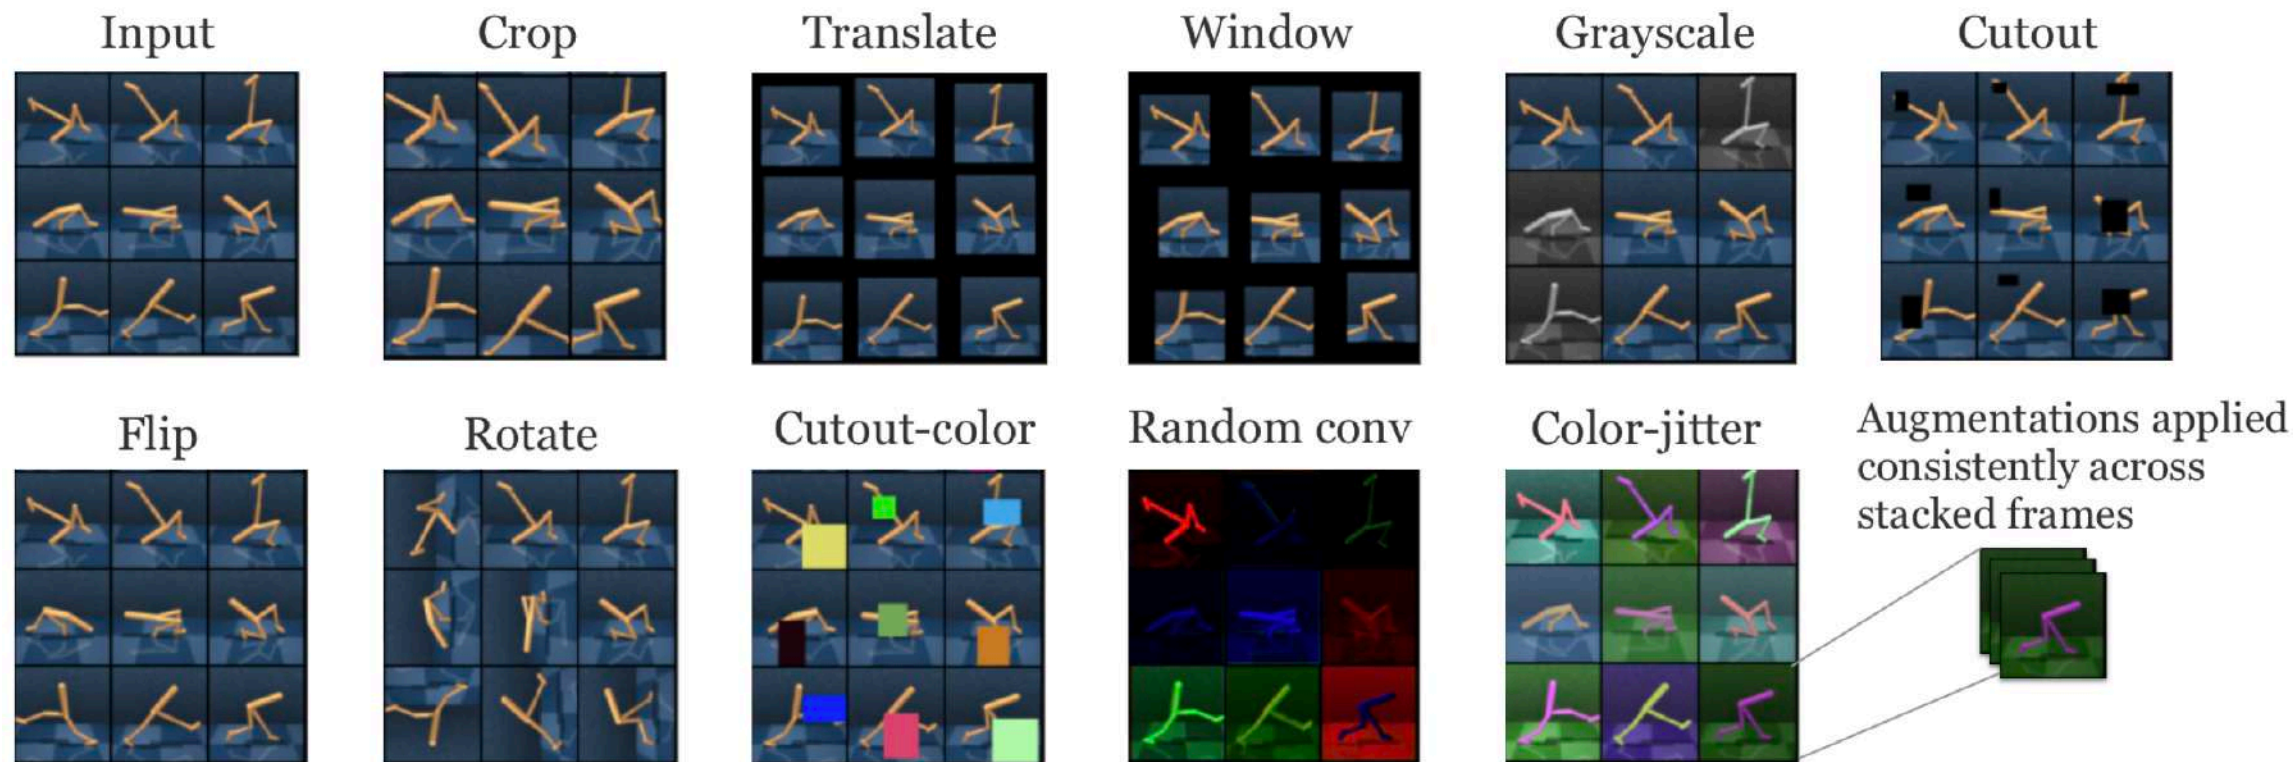 Input
Crop
Translate
Window
Grayscale
Cutout
Flip
Rotate
Cutout-color
Random conv
Color-jitter
Augmentations applied
consistently across
stacked frames